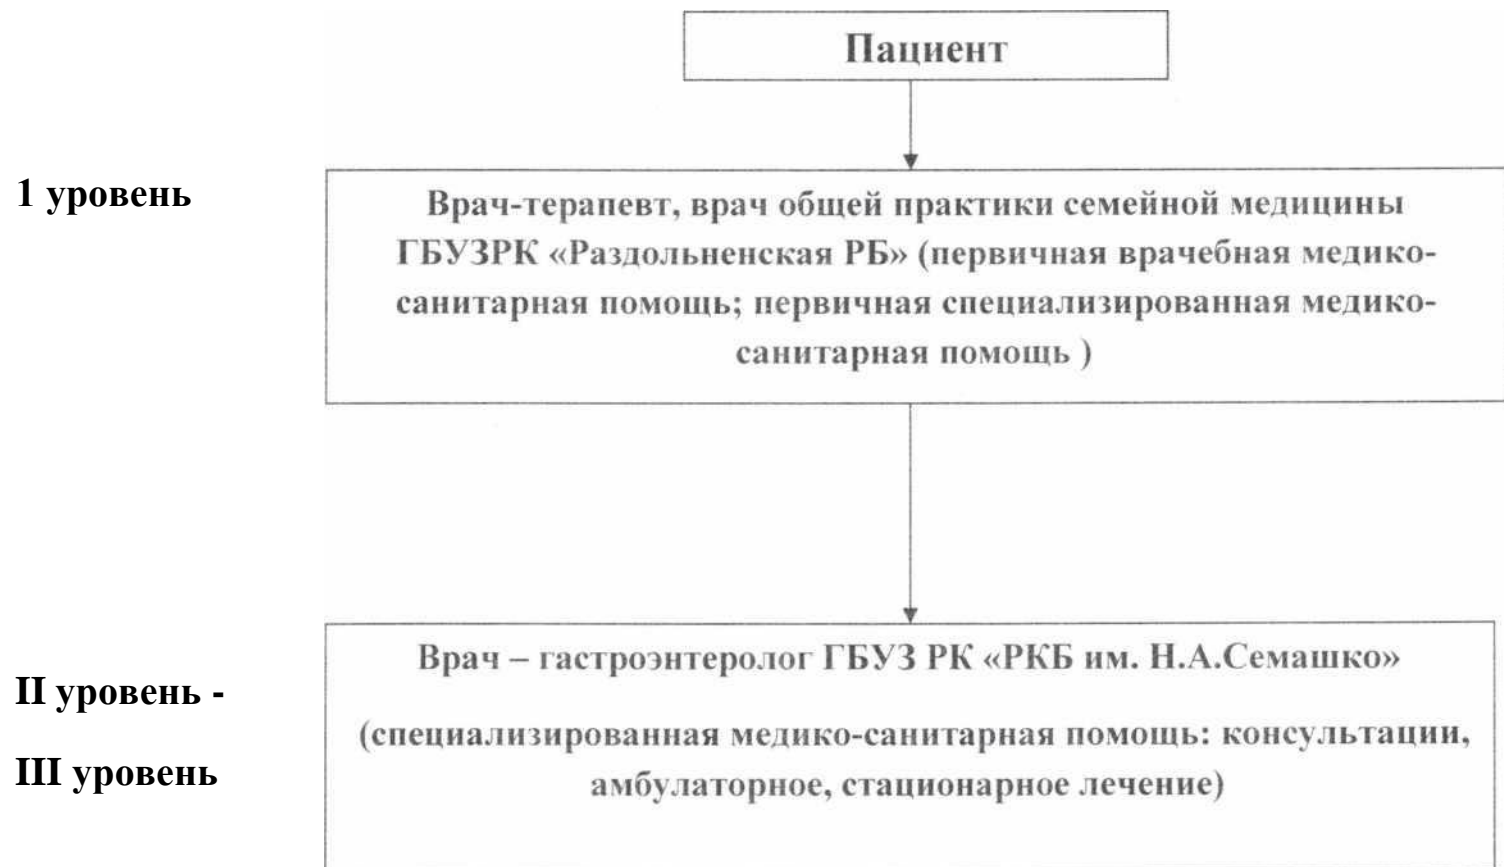 Пациент
1 уровень
Врач-терапевт, врач общей практики семейной медицины
ГБУЗРК «Раздольненская РБ» (первичная врачебная медико-
санитарная помощь; первичная специализированная медико-
санитарная помощь )
Врач – гастроэнтеролог ГБУЗ РК «РКБ им. Н.А.Семашко»
II уровень -
(специализированная медико-санитарная помощь: консультации,
III уровень
амбулаторное, стационарное лечение)